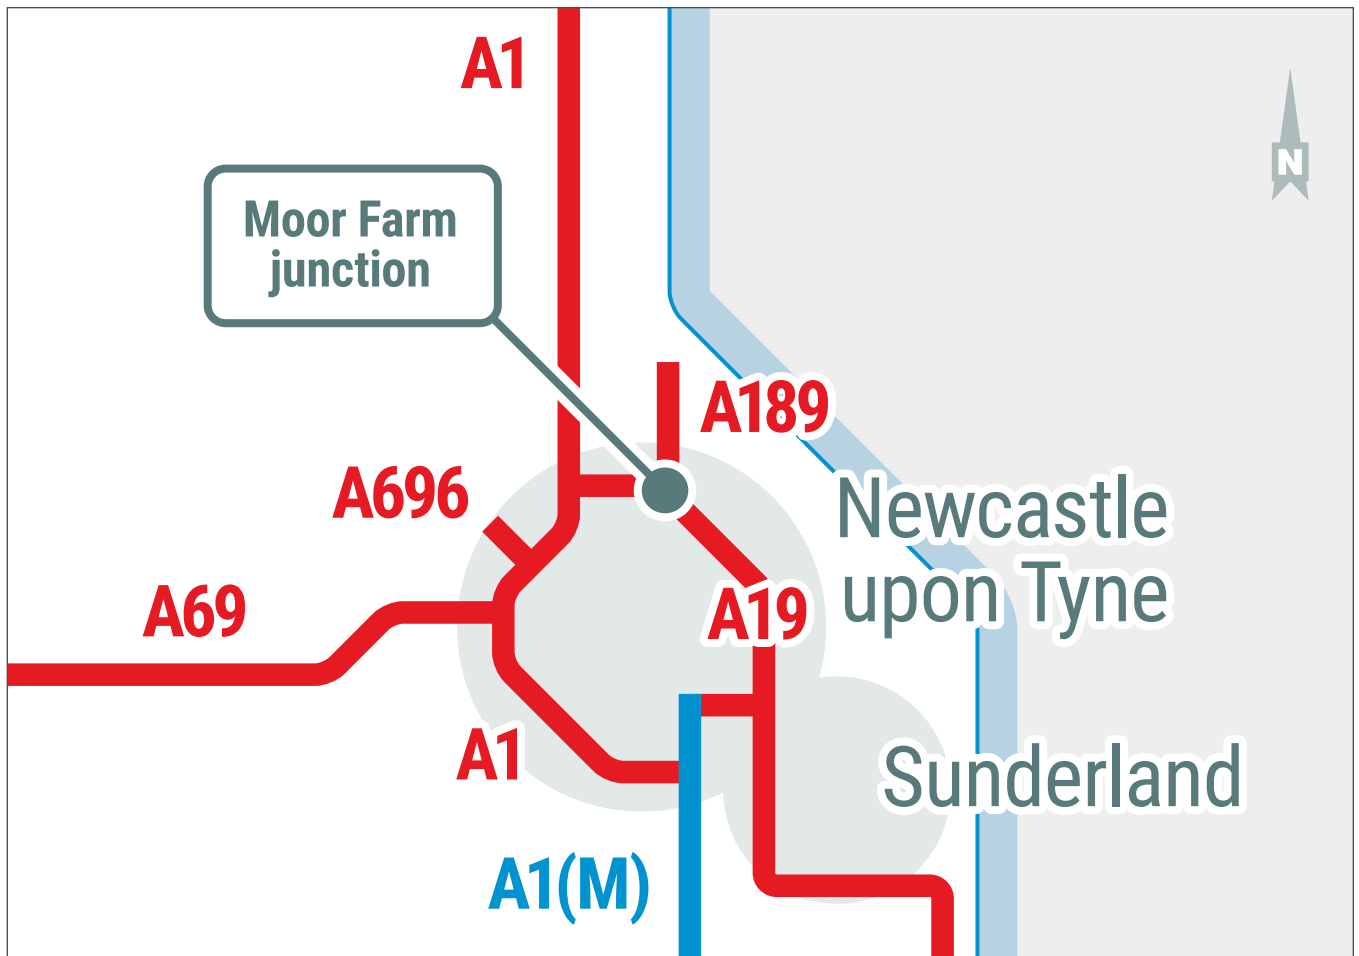 A1
N
Moor Farm
junction
A189
A696
Newcastle
upon Tyne
A69
A19
A1
Sunderland
A1(M)